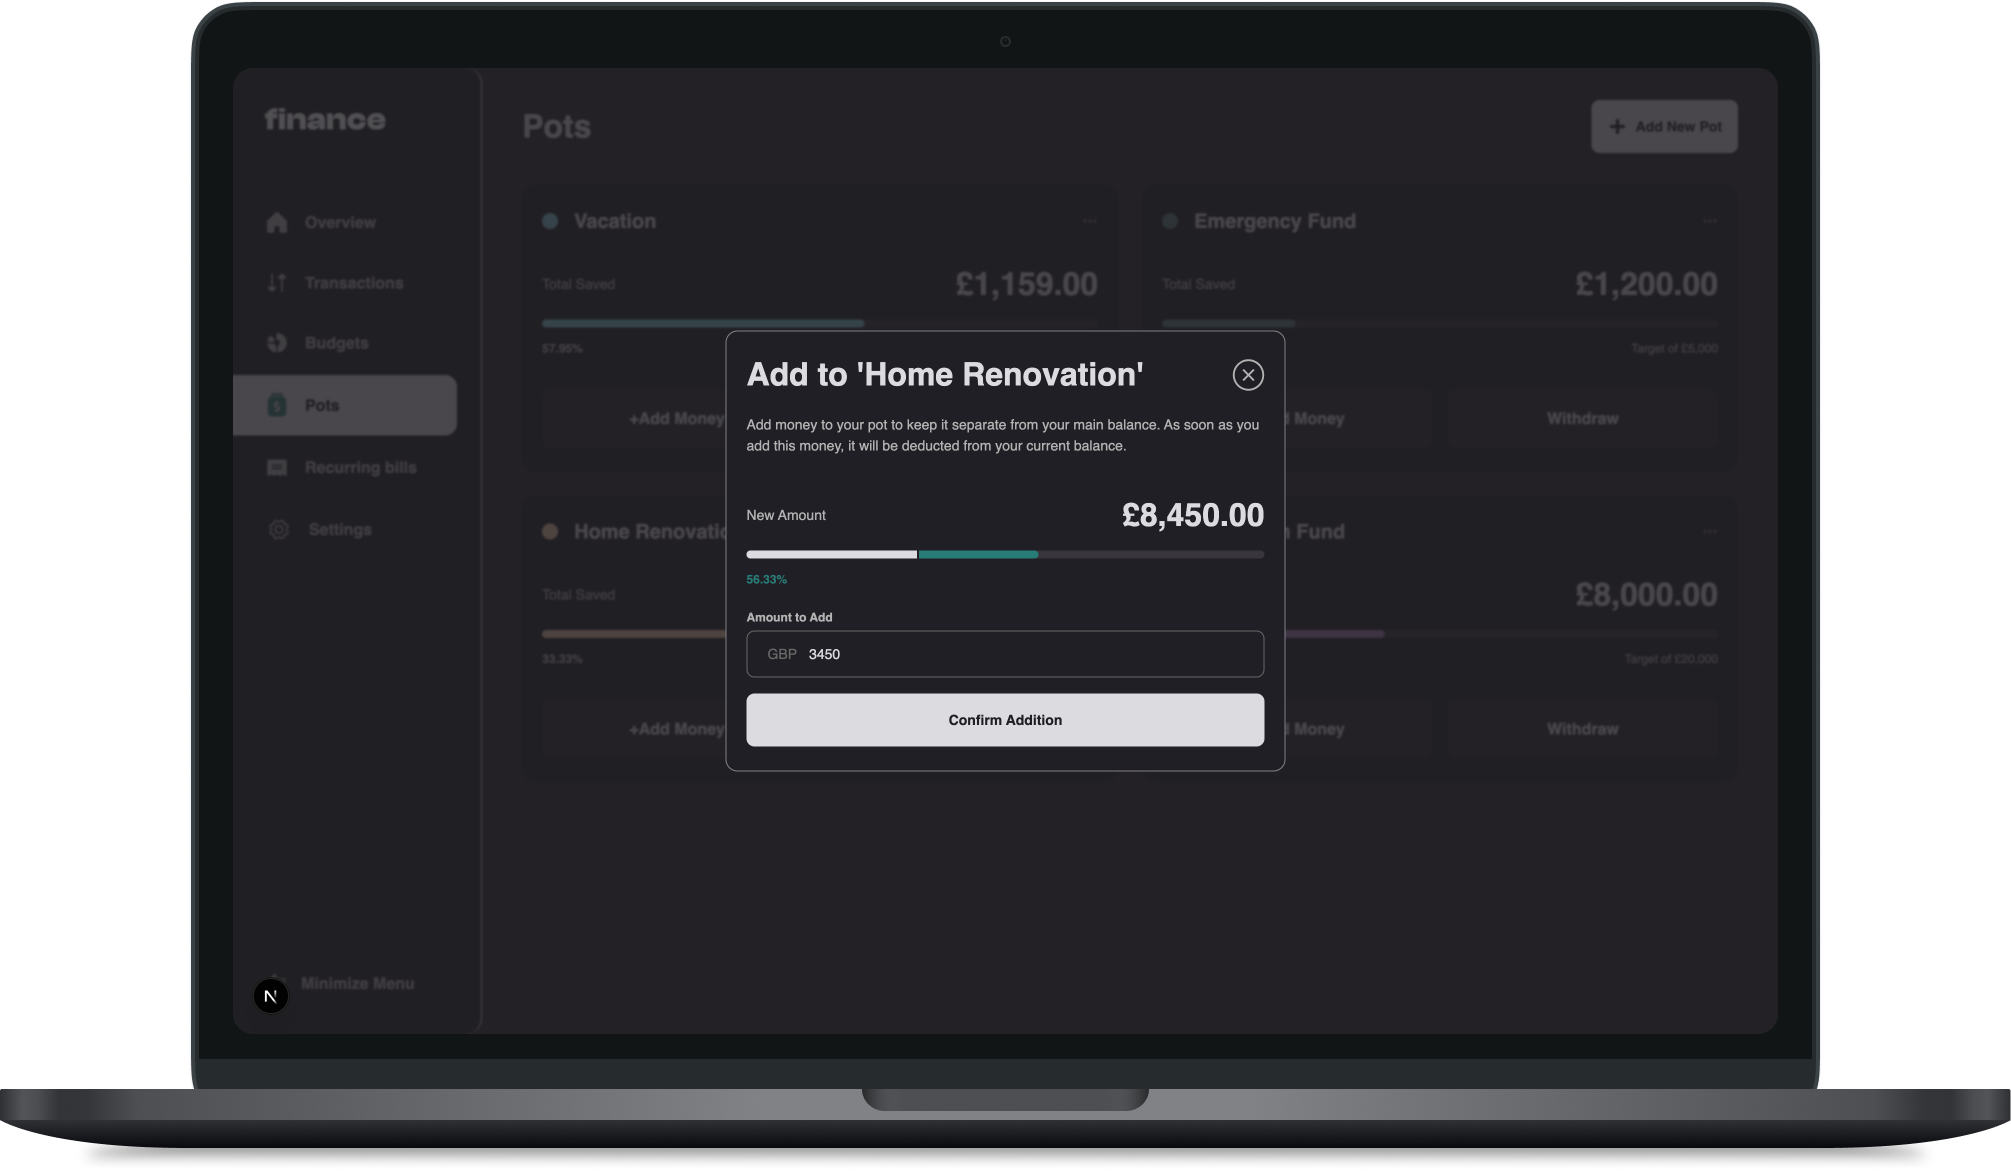 finance
Overview
Transactions
Budgets
Pots
Recurring bills
Settings
Minimize Menu
N
Pots
+ Add New Pot
Vacation
Total Saved
£1,159.00
57.95%
+Add Money
Emergency Fund
Total Saved
£1,200.00
Target of £5,000
Money
Withdraw
Home Renovatio
Total Saved
33.33%
+Add Money
Fund
£8,000.00
Target of £20,000
Money
Withdraw
Add to 'Home Renovation'
Add money to your pot to keep it separate from your main balance. As soon as you
add this money, it will be deducted from your current balance.
New Amount
£8,450.00
56.33%
Amount to Add
GBP 3450
Confirm Addition